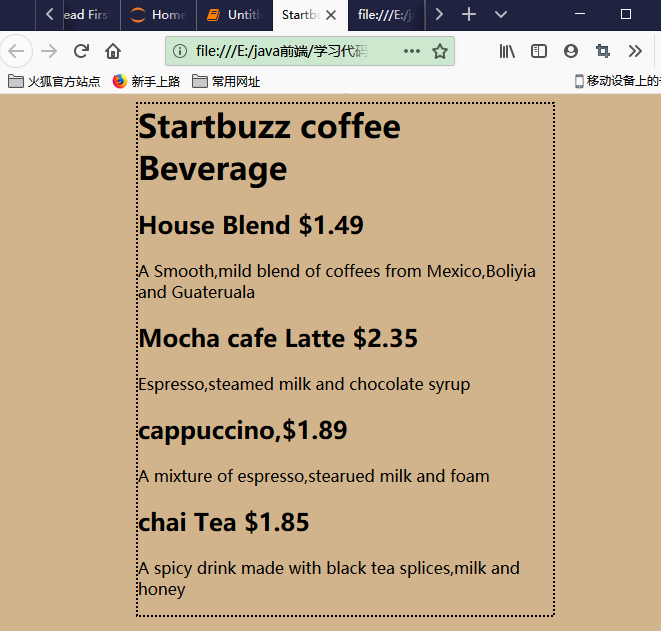 ead Firs
Home
Untitl
Startbu
file:///E:/j
file:///E:/java前端/学习代码
火狐官方站点
新手上路
常用网址
移动设备上的
Startbuzz coffee
Beverage
House Blend $1.49
A Smooth,mild blend of coffees from Mexico,Boliyia
and Guateruala
Mocha cafe Latte $2.35
Espresso,steamed milk and chocolate syrup
cappuccino,$1.89
A mixture of espresso,stearued milk and foam
chai Tea $1.85
A spicy drink made with black tea splices,milk and
honey